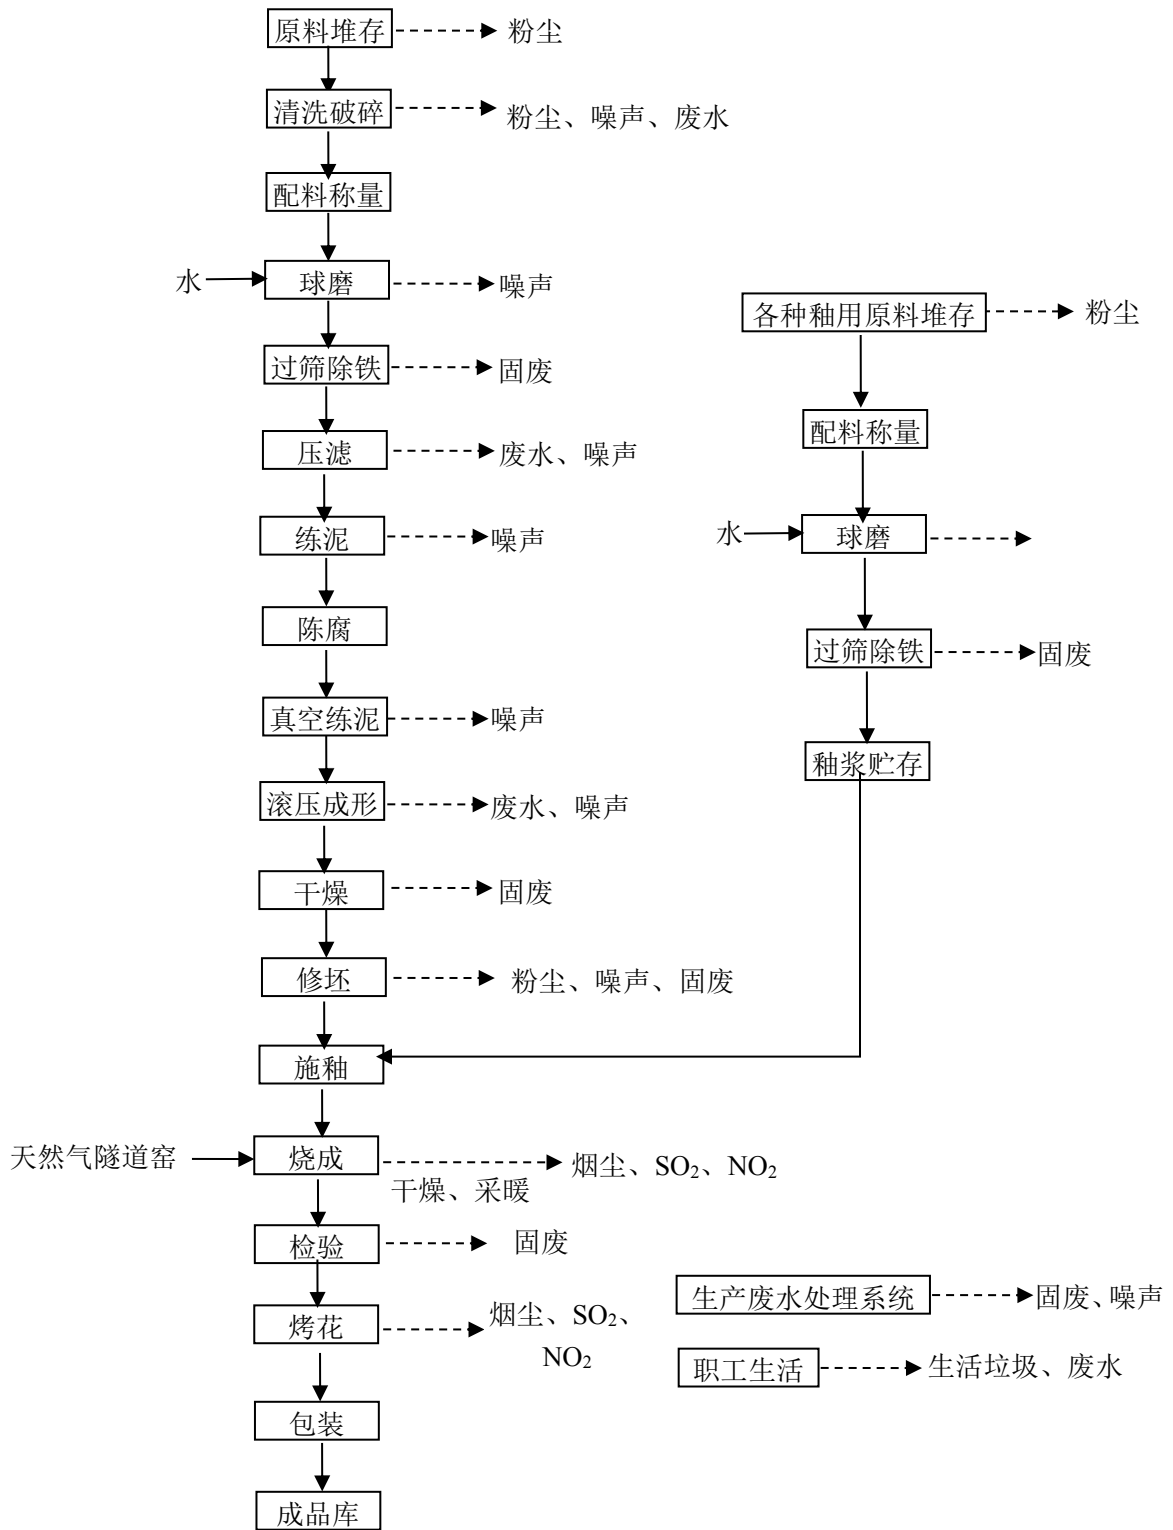 原料堆存
粉尘
清洗破碎
粉尘、噪声、废水
配料称量
水
球磨
噪声
过筛除铁
固废
压滤
废水、噪声
练泥
噪声
陈腐
真空练泥
噪声
滚压成形
废水、噪声
干燥
固废
修坯
粉尘、噪声、固废
施釉
天然气隧道窑
烧成
烟尘、SO₂、NO₂
干燥、采暖
检验
固废
烤花
烟尘、SO₂、
NO₂
包装
成品库
各种釉用原料堆存
粉尘
配料称量
水
球磨
过筛除铁
固废
釉浆贮存
生产废水处理系统
固废、噪声
职工生活
生活垃圾、废水